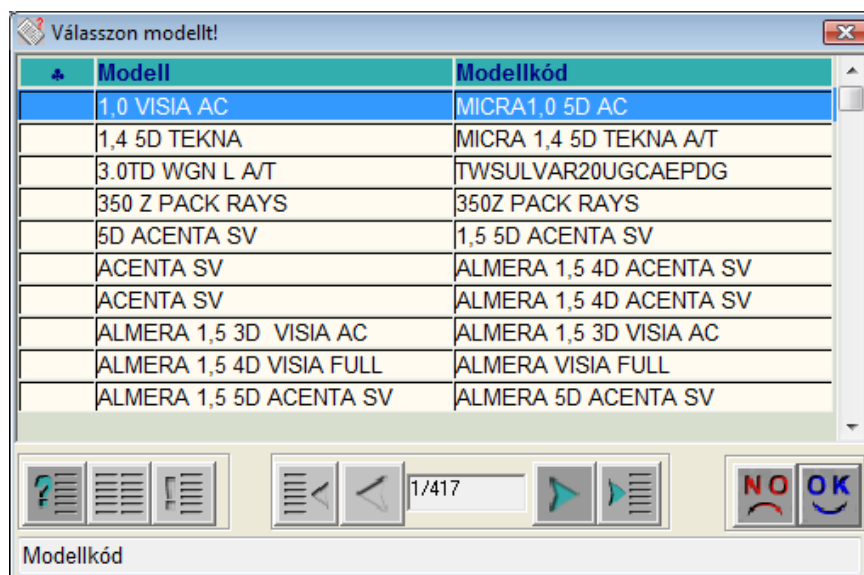 Válasszon modellt!
♣ Modell Modellkód
1,0 VISIA AC MICRA1,0 5D AC
1,4 5D TEKNA MICRA 1,4 5D TEKNA A/T
3.0TD WGN L A/T TWSULVAR20UGCAEPDG
350 Z PACK RAYS 350Z PACK RAYS
5D ACENTA SV 1,5 5D ACENTA SV
ACENTA SV ALMERA 1,5 4D ACENTA SV
ACENTA SV ALMERA 1,5 4D ACENTA SV
ALMERA 1,5 3D  VISIA AC ALMERA 1,5 3D VISIA AC
ALMERA 1,5 4D VISIA FULL ALMERA VISIA FULL
ALMERA 1,5 5D ACENTA SV ALMERA 5D ACENTA SV
1/417 NO OK
Modellkód